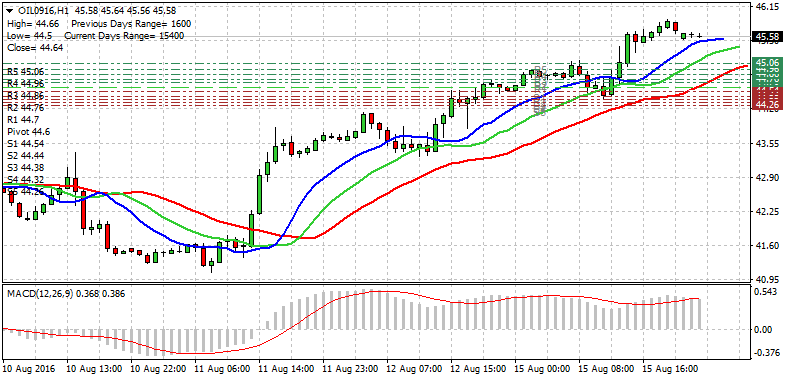 OIL0916,H1 45.58 45.64 45.56 45.58
High= 44.66 Previous Days Range= 1600
Low= 44.5 Current Days Range= 15400
Close= 44.64
R5 45.06
R4 44.96
R3 44.86
R2 44.76
R1 44.7
Pivot 44.6
S1 44.54
S2 44.44
S3 44.38
S4 44.32
46.15
45.58
45.06
44.26
43.55
42.90
42.25
41.60
40.95
MACD(12,26,9) 0.368 0.386
0.543
0.00
-0.376
10 Aug 2016
10 Aug 13:00
10 Aug 22:00
11 Aug 06:00
11 Aug 14:00
11 Aug 23:00
12 Aug 07:00
12 Aug 16:00
15 Aug 00:00
15 Aug 08:00
15 Aug 16:00